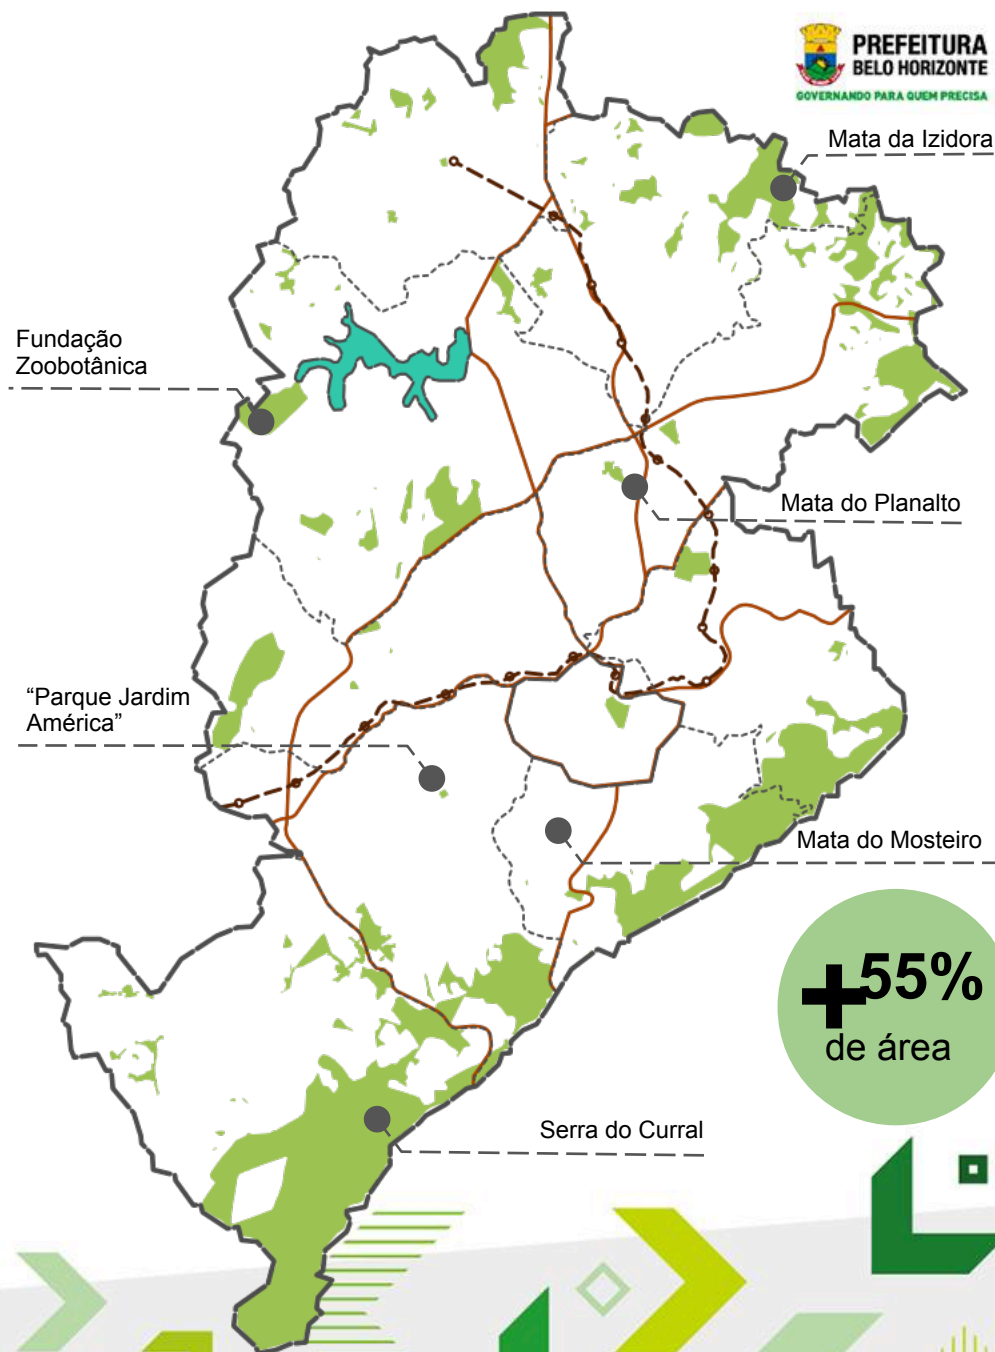 PREFEITURA
BELO HORIZONTE
GOVERNANDO PARA QUEM PRECISA
Mata da Izidora
Fundação
Zoobotânica
Mata do Planalto
“Parque Jardim
América”
Mata do Mosteiro
+55%
de área
Serra do Curral